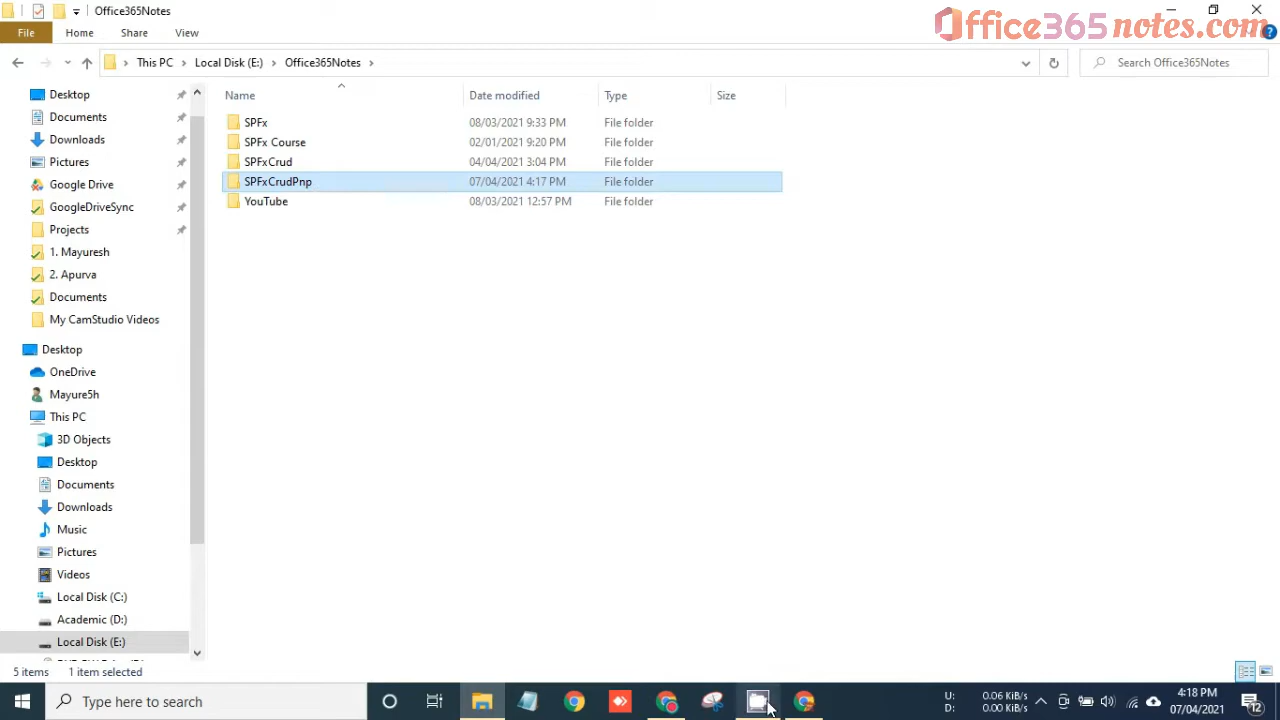 Office365Notes
Office365notes.com
File Home Share View
This PC Local Disk (E:) Office365Notes Search Office365Notes
Name Date modified Type Size
SPFx 08/03/2021 9:33 PM File folder
SPFx Course 02/01/2021 9:20 PM File folder
SPFxCrud 04/04/2021 3:04 PM File folder
SPFxCrudPnp 07/04/2021 4:17 PM File folder
YouTube 08/03/2021 12:57 PM File folder
Desktop
Documents
Downloads
Pictures
Google Drive
GoogleDriveSync
Projects
1. Mayuresh
2. Apurva
Documents
My CamStudio Videos
Desktop
OneDrive
Mayure5h
This PC
3D Objects
Desktop
Documents
Downloads
Music
Pictures
Videos
Local Disk (C:)
Academic (D:)
Local Disk (E:)
5 items 1 item selected
Type here to search
U: 0.06 KiB/s
D: 0.00 KiB/s
4:18 PM
07/04/2021
12